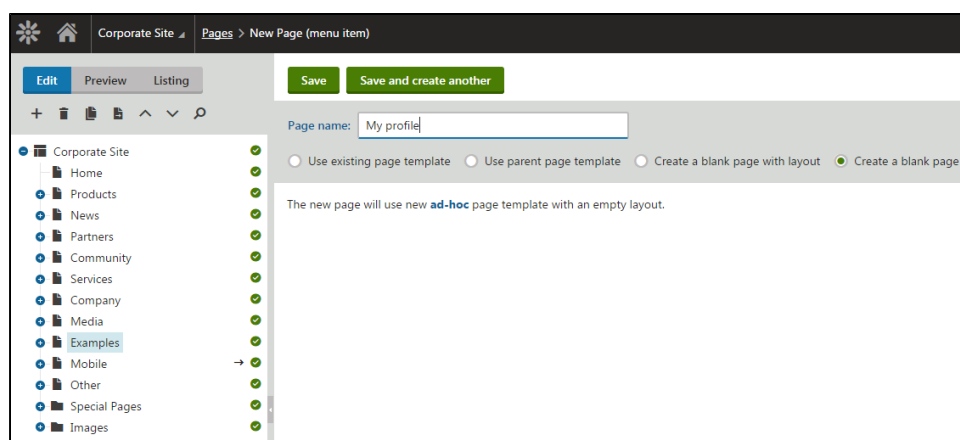 Corporate Site Pages > New Page (menu item)
Edit Preview Listing
Save Save and create another
Page name: My profile
Use existing page template Use parent page template Create a blank page with layout Create a blank page
The new page will use new ad-hoc page template with an empty layout.
Corporate Site
Home
Products
News
Partners
Community
Services
Company
Media
Examples
Mobile
Other
Special Pages
Images